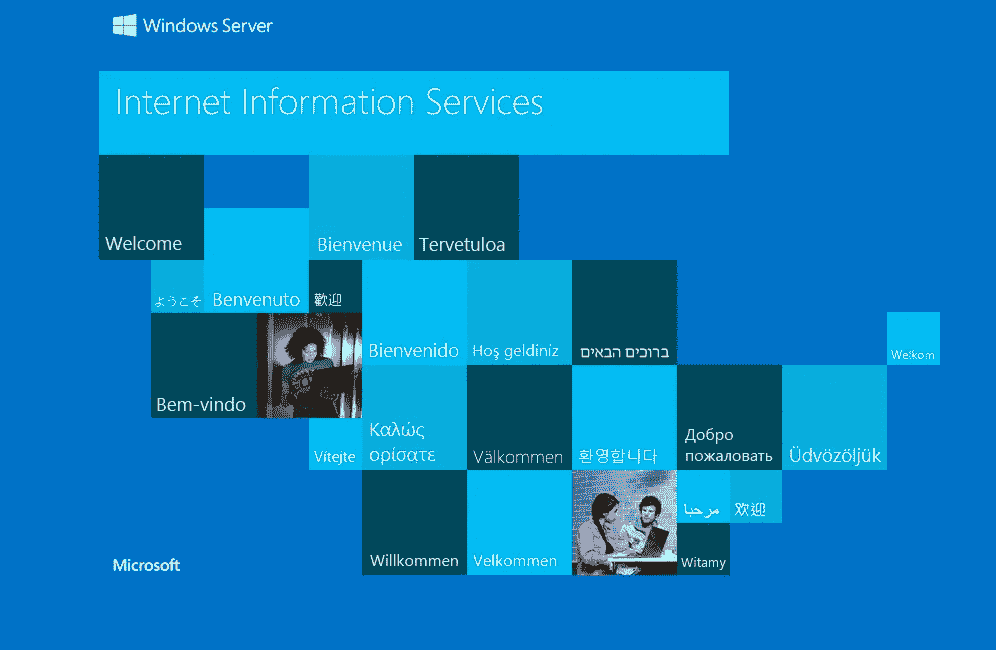 Windows Server
Internet Information Services
Welcome
Bienvenue
Tervetuloa
ようこそ
Benvenuto
歡迎
Bienvenido
Hoş geldiniz
ברוכים הבאים
Welkom
Bem-vindo
Vítejte
Καλώς
ορίσατε
Välkommen
환영합니다
Добро
пожаловать
Üdvözöljük
مرحبا
欢迎
Microsoft
Willkommen
Velkommen
Witamy